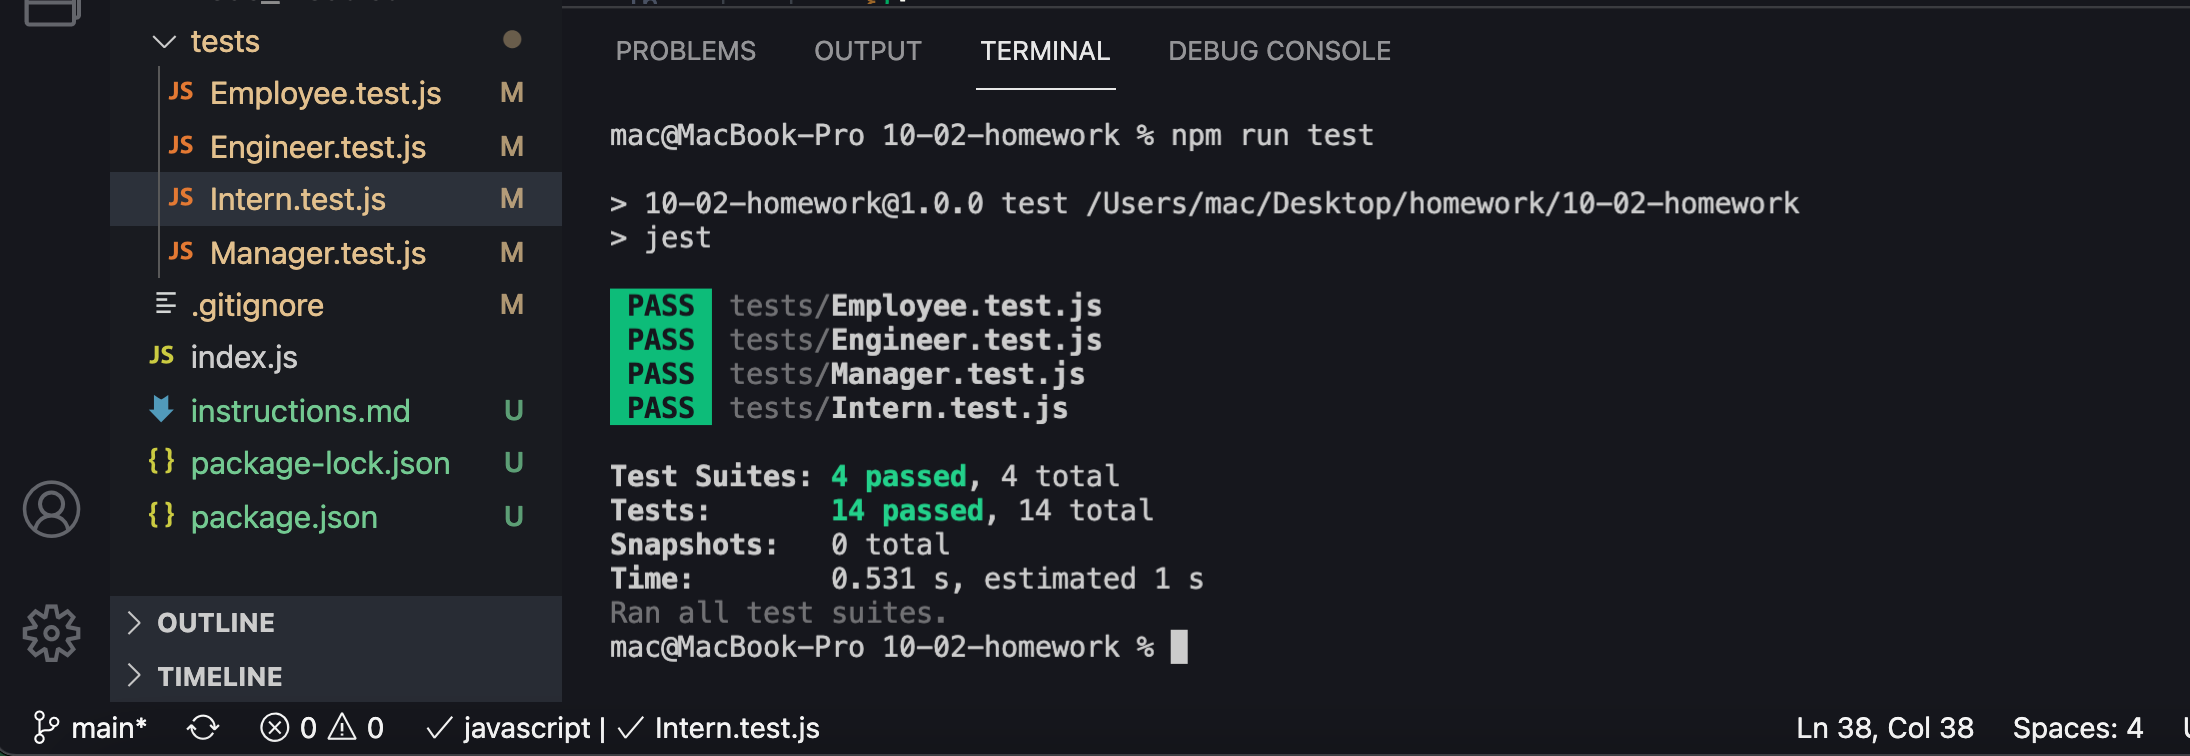 tests
JS Employee.test.js M
JS Engineer.test.js M
JS Intern.test.js M
JS Manager.test.js M
.gitignore M
JS index.js
instructions.md U
{} package-lock.json U
{} package.json U
OUTLINE
TIMELINE
PROBLEMS OUTPUT TERMINAL DEBUG CONSOLE
mac@MacBook-Pro 10-02-homework % npm run test
> 10-02-homework@1.0.0 test /Users/mac/Desktop/homework/10-02-homework
> jest
PASS tests/Employee.test.js
PASS tests/Engineer.test.js
PASS tests/Manager.test.js
PASS tests/Intern.test.js
Test Suites: 4 passed, 4 total
Tests: 14 passed, 14 total
Snapshots: 0 total
Time: 0.531 s, estimated 1 s
Ran all test suites.
mac@MacBook-Pro 10-02-homework %
main* 0 0 javascript | Intern.test.js Ln 38, Col 38 Spaces: 4